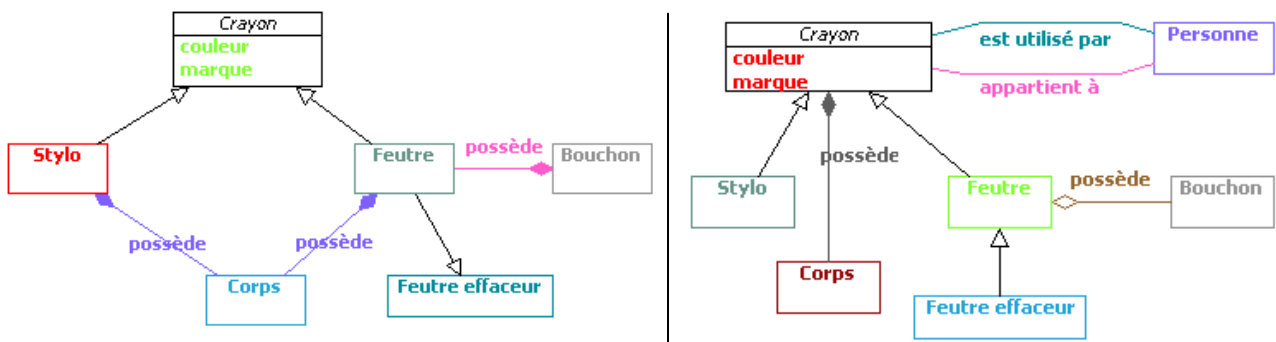 Crayon
couleur
marque
Stylo
Feutre
possède
Bouchon
possède
possède
Corps
Feutre effaceur
Crayon
couleur
marque
est utilisé par
Personne
appartient à
possède
Stylo
Feutre
possède
Bouchon
Corps
Feutre effaceur